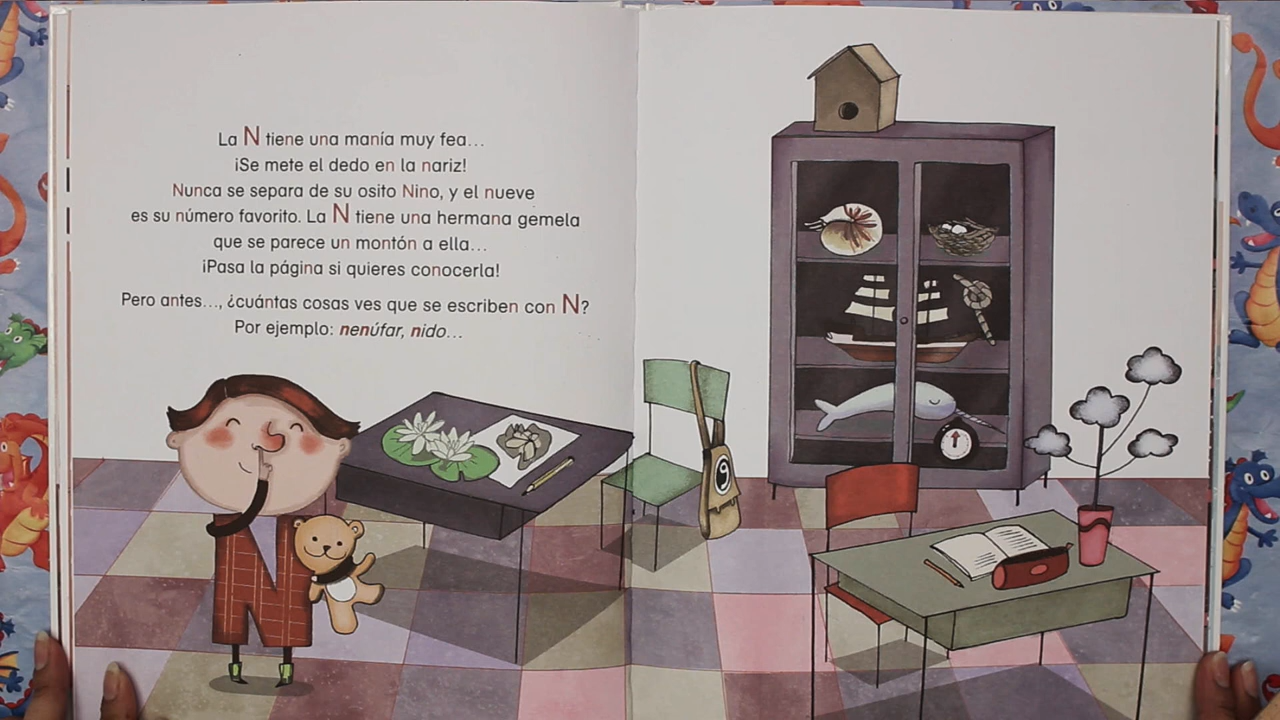 La N tiene una manía muy fea...
¡Se mete el dedo en la nariz!
Nunca se separa de su osito Nino, y el nueve
es su número favorito. La N tiene una hermana gemela
que se parece un montón a ella...
¡Pasa la página si quieres conocerla!
Pero antes..., ¿cuántas cosas ves que se escriben con N?
Por ejemplo: nenúfar, nido...
N
9